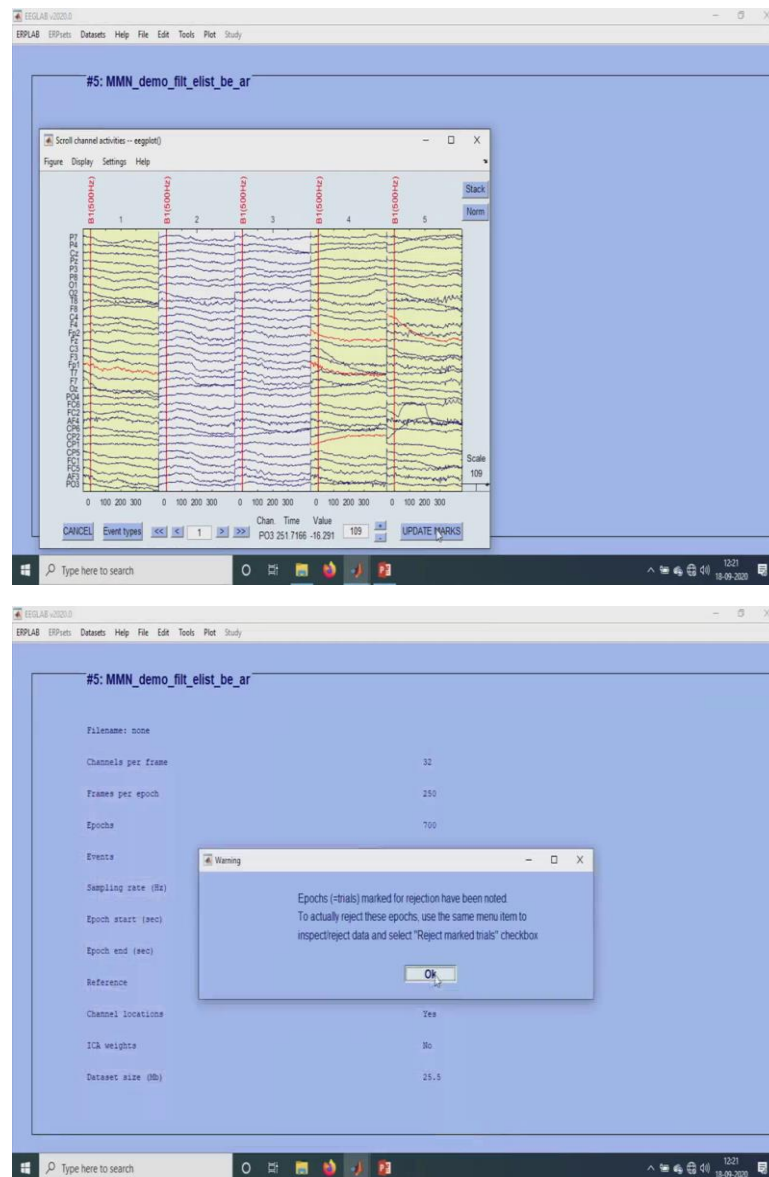 EEGLAB v2020.0
ERPLAB ERPsets Datasets Help File Edit Tools Plot Study
#5: MMN_demo_filt_elist_be_ar
Scroll channel activities -- eegplot()
Figure Display Settings Help
B1(500Hz) B1(500Hz) B1(500Hz) B1(500Hz) B1(500Hz)
1 2 3 4 5
Stack
Norm
P7
P4
Cz
Pz
P3
P8
O1
O2
T8
F8
C4
F4
Fp2
Fz
C3
F3
Fp1
T7
F7
Oz
PO4
FC6
FC2
AF4
CP6
CP2
CP1
CP5
FC1
FC5
AF3
PO3
Scale
109
0 100 200 300 0 100 200 300 0 100 200 300 0 100 200 300 0 100 200 300
Chan. Time Value
CANCEL Event types << < 1 > >> PO3 251.7166 -16.291 109 + - UPDATE MARKS
Type here to search
12:21
18-09-2020
EEGLAB v2020.0
ERPLAB ERPsets Datasets Help File Edit Tools Plot Study
#5: MMN_demo_filt_elist_be_ar
Filename: none
Channels per frame 32
Frames per epoch 250
Epochs 700
Events
Warning
Sampling rate (Hz)
Epochs (=trials) marked for rejection have been noted.
To actually reject these epochs, use the same menu item to
Epoch start (sec)
inspect/reject data and select "Reject marked trials" checkbox
Epoch end (sec)
Ok
Reference
Channel locations Yes
ICA weights No
Dataset size (Mb) 25.5
Type here to search
12:21
18-09-2020